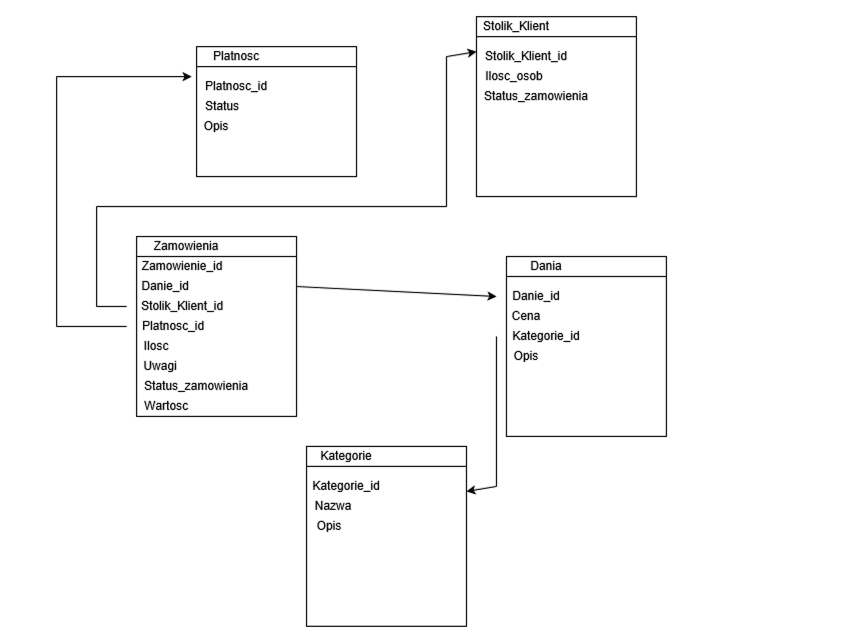 Platnosc
Platnosc_id
Status
Opis
Stolik_Klient
Stolik_Klient_id
Ilosc_osob
Status_zamowienia
Zamowienia
Zamowienie_id
Danie_id
Stolik_Klient_id
Platnosc_id
Ilosc
Uwagi
Status_zamowienia
Wartosc
Dania
Danie_id
Cena
Kategorie_id
Opis
Kategorie
Kategorie_id
Nazwa
Opis